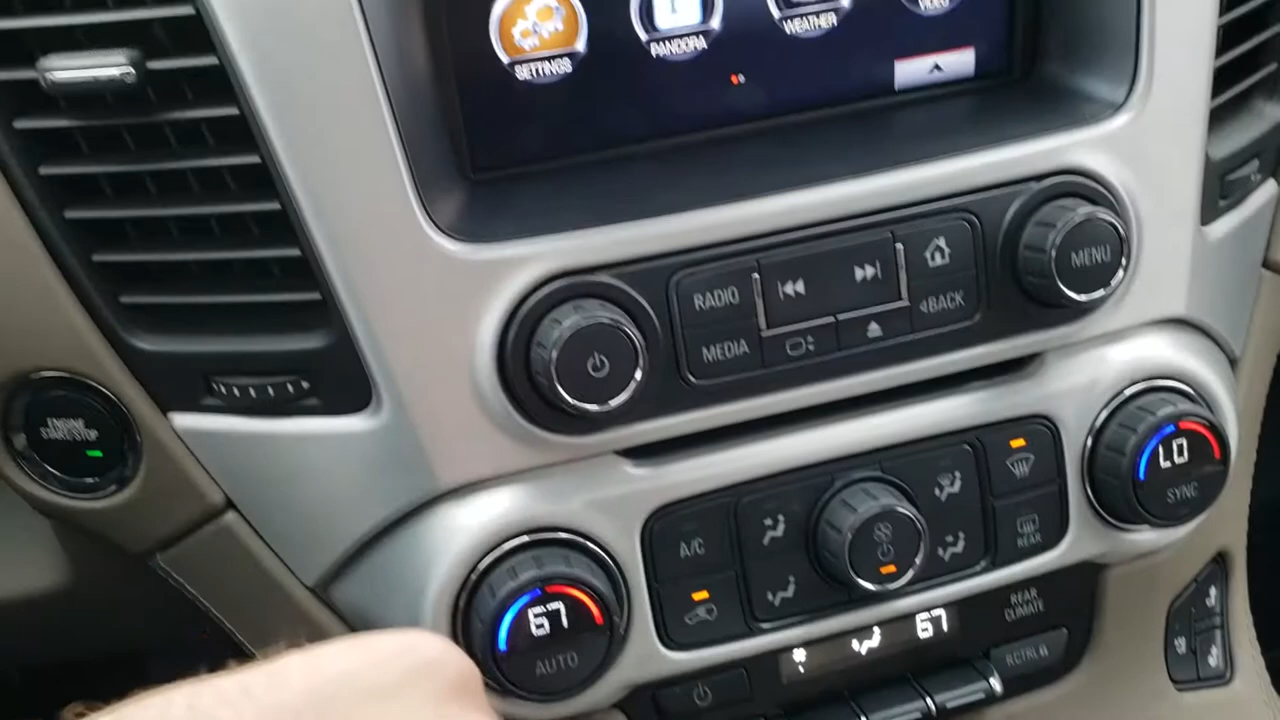 SETTINGS
PANDORA
WEATHER
VIDEO
RADIO
MEDIA
BACK
MENU
ENGINE
START/STOP
A/C
67
AUTO
LO
SYNC
REAR
REAR
CLIMATE
67
RCTRL